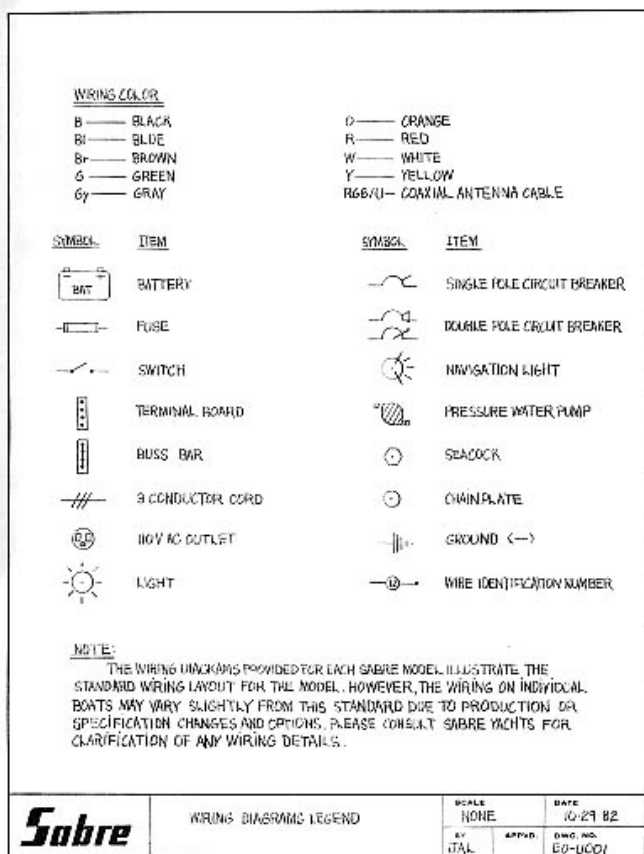 WIRING COLOR
B —— BLACK
Bl —— BLUE
Br —— BROWN
G —— GREEN
Gy —— GRAY
O —— ORANGE
R —— RED
W —— WHITE
Y —— YELLOW
RG8/U — COAXIAL ANTENNA CABLE
SYMBOL ITEM
BAT BATTERY
FUSE
SWITCH
TERMINAL BOARD
BUSS BAR
3 CONDUCTOR CORD
110V AC OUTLET
LIGHT
SYMBOL ITEM
SINGLE POLE CIRCUIT BREAKER
DOUBLE POLE CIRCUIT BREAKER
NAVIGATION LIGHT
PRESSURE WATER PUMP
SEACOCK
CHAINPLATE
GROUND (—)
12 WIRE IDENTIFICATION NUMBER
NOTE:
THE WIRING DIAGRAMS PROVIDED FOR EACH SABRE MODEL ILLUSTRATE THE
STANDARD WIRING LAYOUT FOR THE MODEL. HOWEVER, THE WIRING ON INDIVIDUAL
BOATS MAY VARY SLIGHTLY FROM THIS STANDARD DUE TO PRODUCTION OR
SPECIFICATION CHANGES AND OPTIONS. PLEASE CONSULT SABRE YACHTS FOR
CLARIFICATION OF ANY WIRING DETAILS.
Sabre
WIRING DIAGRAMS LEGEND
SCALE NONE
DATE 10-29 82
BY JAL
APPVD.
DWG. NO. EO-0001